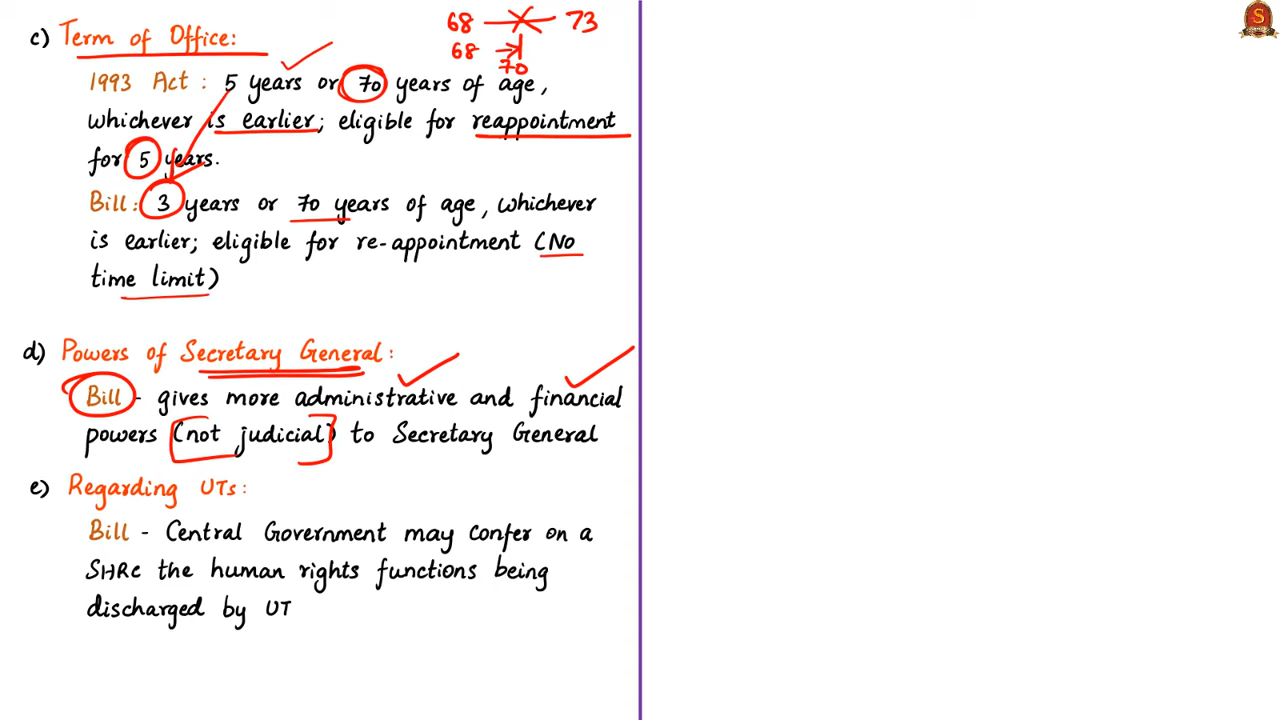 68 73
68
70
c) Term of Office:
1993 Act : 5 years or 70 years of age,
whichever is earlier; eligible for reappointment
for 5 years.
Bill: 3 years or 70 years of age, whichever
is earlier; eligible for re-appointment (No
time limit)
d) Powers of Secretary General:
Bill - gives more administrative and financial
powers (not judicial) to Secretary General
e) Regarding UTs:
Bill - Central Government may confer on a
SHRC the human rights functions being
discharged by UT
S